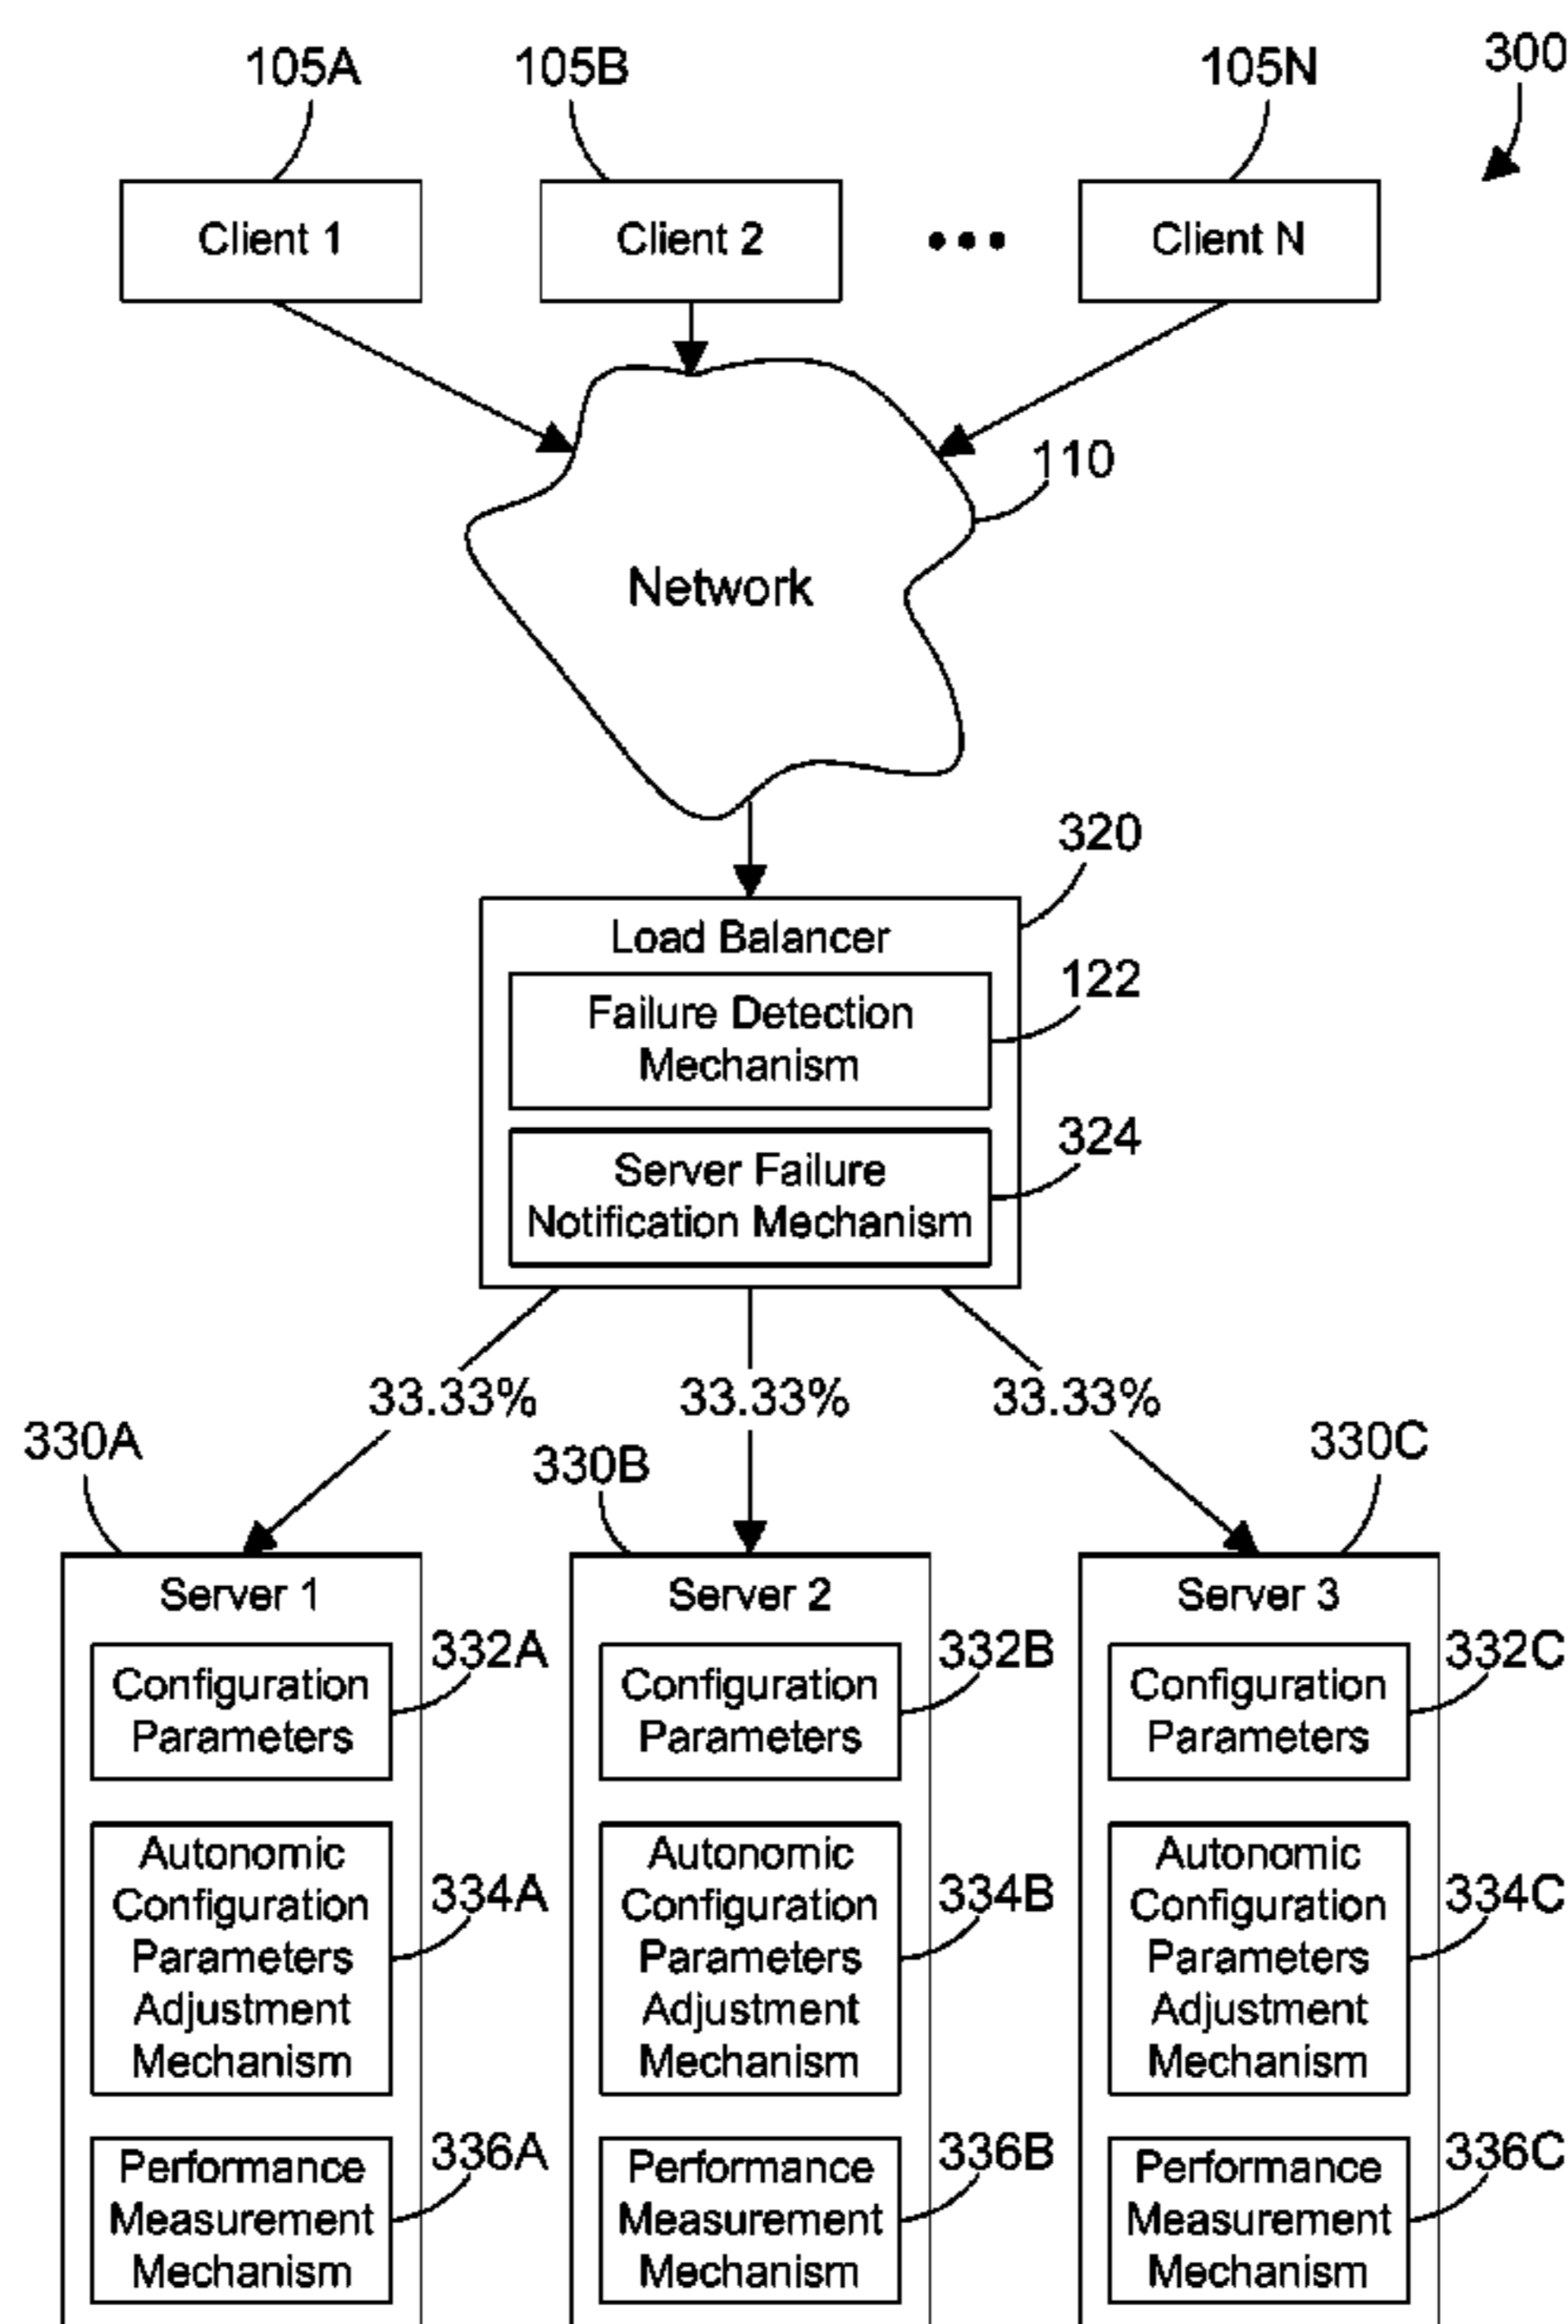 105A
105B
105N
300
Client 1
Client 2
Client N
110
Network
320
Load Balancer
122
Failure Detection
Mechanism
324
Server Failure
Notification Mechanism
33.33%
33.33%
33.33%
330A
330B
330C
Server 1
Configuration
Parameters
332A
Autonomic
Configuration
Parameters
Adjustment
Mechanism
334A
Performance
Measurement
Mechanism
336A
Server 2
Configuration
Parameters
332B
Autonomic
Configuration
Parameters
Adjustment
Mechanism
334B
Performance
Measurement
Mechanism
336B
Server 3
Configuration
Parameters
332C
Autonomic
Configuration
Parameters
Adjustment
Mechanism
334C
Performance
Measurement
Mechanism
336C